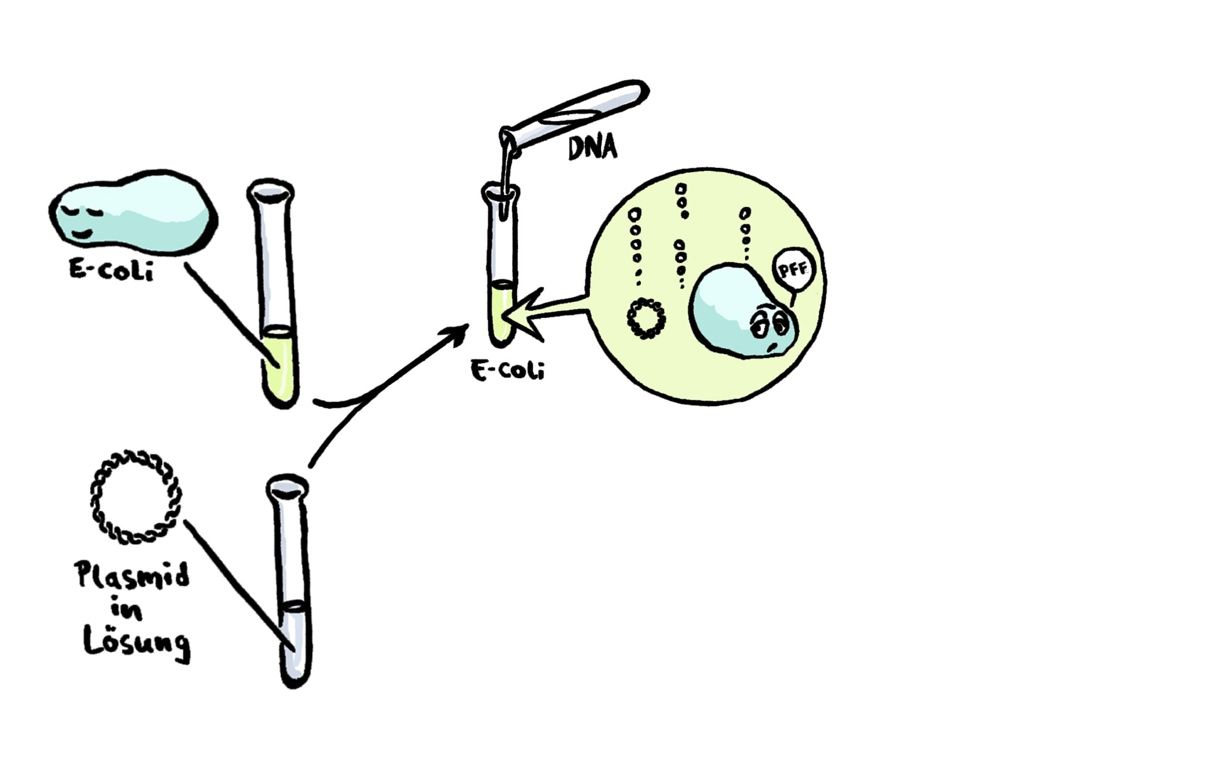 E-coli
Plasmid
in
Lösung
DNA
E-coli
PFF